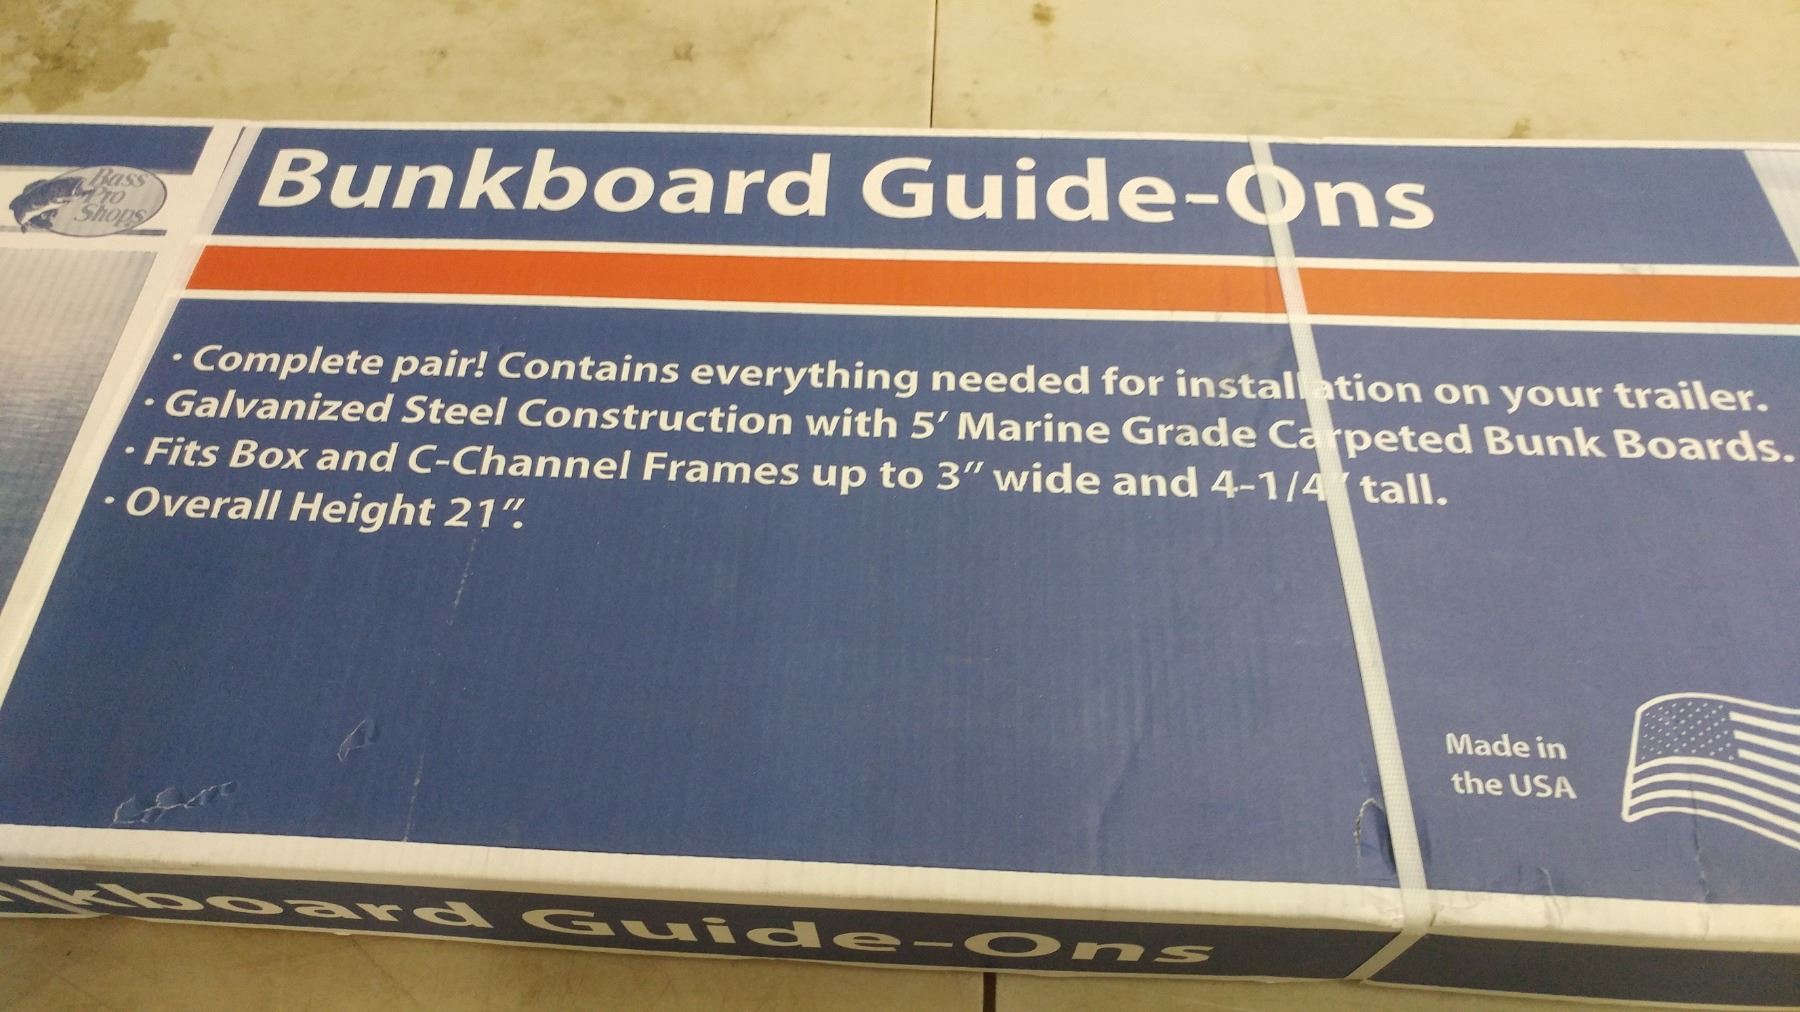 Bass
Pro
Shops
Bunkboard Guide-Ons
· Complete pair! Contains everything needed for installation on your trailer.
· Galvanized Steel Construction with 5′ Marine Grade Carpeted Bunk Boards.
· Fits Box and C-Channel Frames up to 3″ wide and 4-1/4″ tall.
· Overall Height 21″.
Made in
the USA
nkboard Guide-Ons